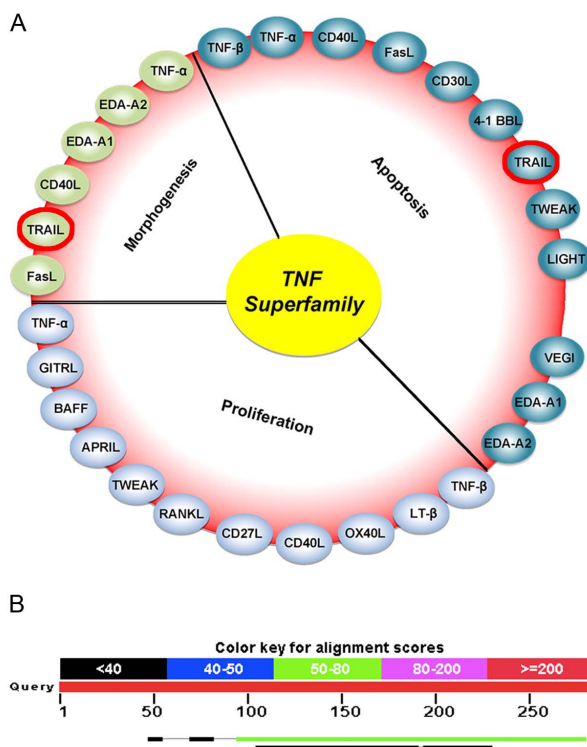 A
TNF-β
TNF-α
CD40L
FasL
CD30L
4-1 BBL
TRAIL
TWEAK
LIGHT
VEGI
EDA-A1
EDA-A2
TNF-β
LT-β
OX40L
CD40L
CD27L
RANKL
TWEAK
APRIL
BAFF
GITRL
TNF-α
FasL
TRAIL
CD40L
EDA-A1
EDA-A2
TNF-α
Morphogenesis
Apoptosis
TNF
Superfamily
Proliferation
B
Color key for alignment scores
<40 40-50 50-80 80-200 >=200
Query
1 50 100 150 200 250